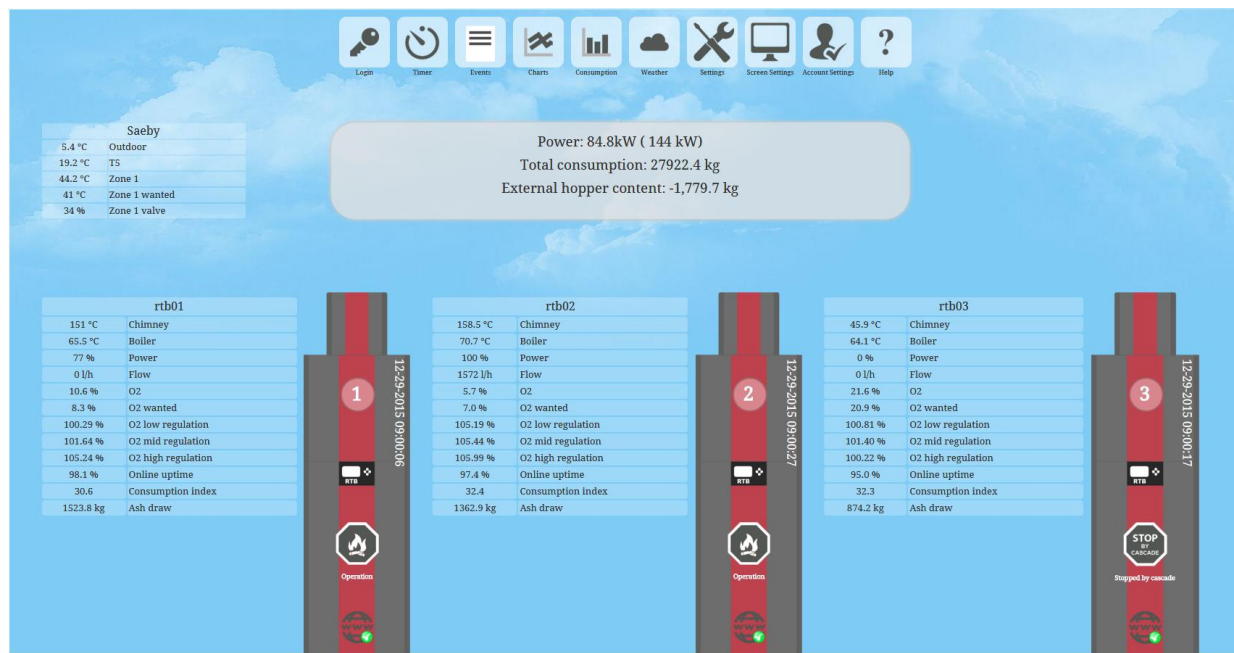 Login Timer Events Charts Consumption Weather Settings Screen Settings Account Settings Help
?
Saeby
5.4 °C Outdoor
19.2 °C T5
44.2 °C Zone 1
41 °C Zone 1 wanted
34 % Zone 1 valve
Power: 84.8kW ( 144 kW)
Total consumption: 27922.4 kg
External hopper content: -1,779.7 kg
rtb01
151 °C Chimney
65.5 °C Boiler
77 % Power
0 l/h Flow
10.6 % O2
8.3 % O2 wanted
100.29 % O2 low regulation
101.64 % O2 mid regulation
105.24 % O2 high regulation
98.1 % Online uptime
30.6 Consumption index
1523.8 kg Ash draw
1
12-29-2015 09:00:06
RTB
Operation
www
rtb02
158.5 °C Chimney
70.7 °C Boiler
100 % Power
1572 l/h Flow
5.7 % O2
7.0 % O2 wanted
105.19 % O2 low regulation
105.44 % O2 mid regulation
105.99 % O2 high regulation
97.4 % Online uptime
32.4 Consumption index
1362.9 kg Ash draw
2
12-29-2015 09:00:27
RTB
Operation
www
rtb03
45.9 °C Chimney
64.1 °C Boiler
0 % Power
0 l/h Flow
21.6 % O2
20.9 % O2 wanted
100.81 % O2 low regulation
101.40 % O2 mid regulation
100.22 % O2 high regulation
95.0 % Online uptime
32.3 Consumption index
874.2 kg Ash draw
3
12-29-2015 09:00:17
RTB
STOP
BY
CASCADE
Stopped by cascade
www